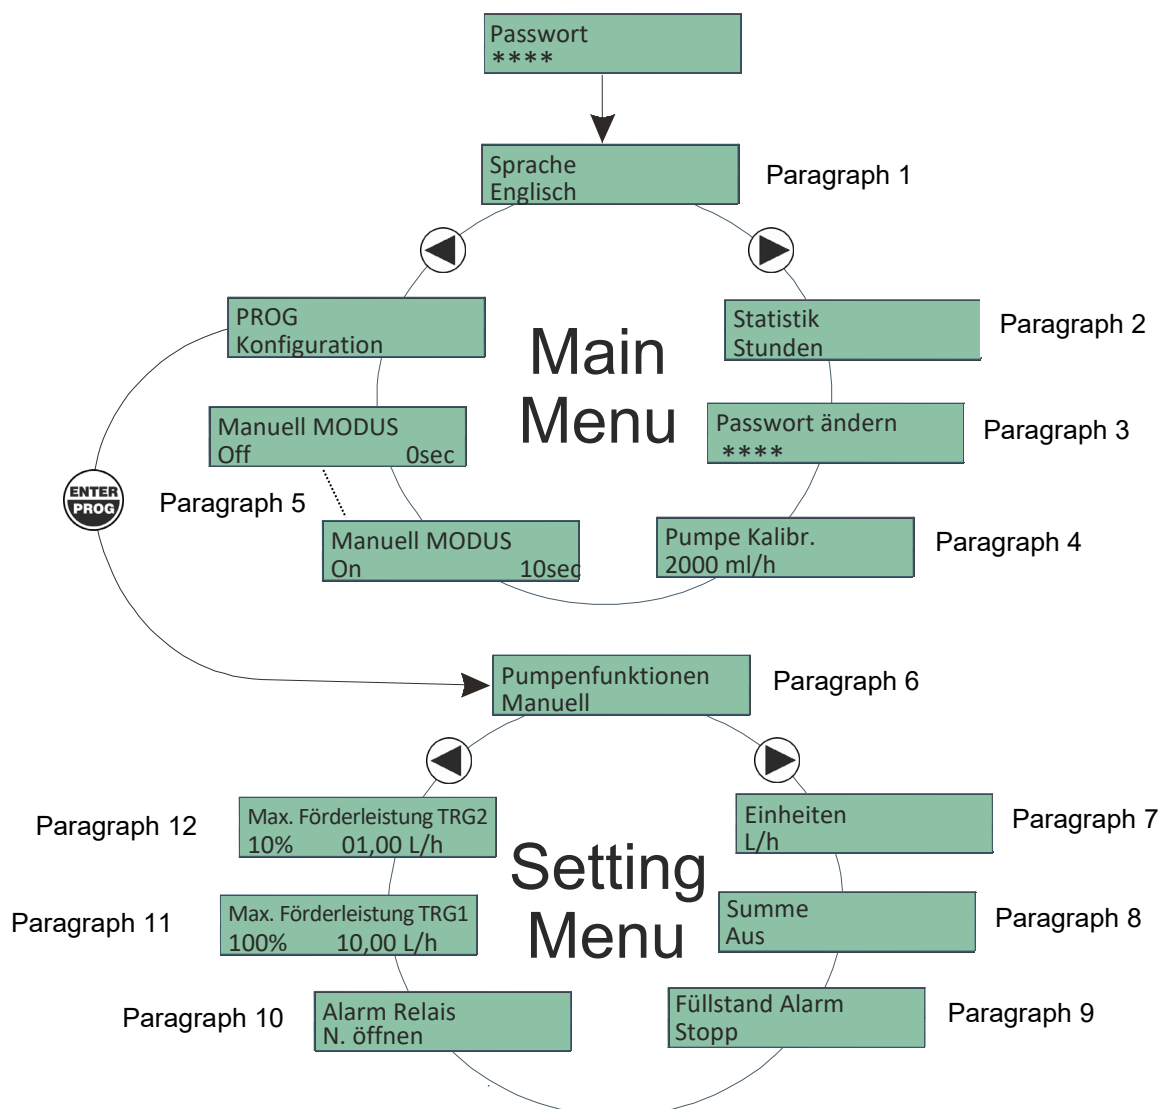 Passwort
****
Sprache
Englisch
Paragraph 1
PROG
Konfiguration
Main
Menu
Statistik
Stunden
Paragraph 2
Manuell MODUS
Off 0sec
Passwort ändern
****
Paragraph 3
ENTER
PROG
Paragraph 5
Manuell MODUS
On 10sec
Pumpe Kalibr.
2000 ml/h
Paragraph 4
Pumpenfunktionen
Manuell
Paragraph 6
Paragraph 12
Max. Förderleistung TRG2
10% 01,00 L/h
Setting
Menu
Einheiten
L/h
Paragraph 7
Paragraph 11
Max. Förderleistung TRG1
100% 10,00 L/h
Summe
Aus
Paragraph 8
Paragraph 10
Alarm Relais
N. öffnen
Füllstand Alarm
Stopp
Paragraph 9